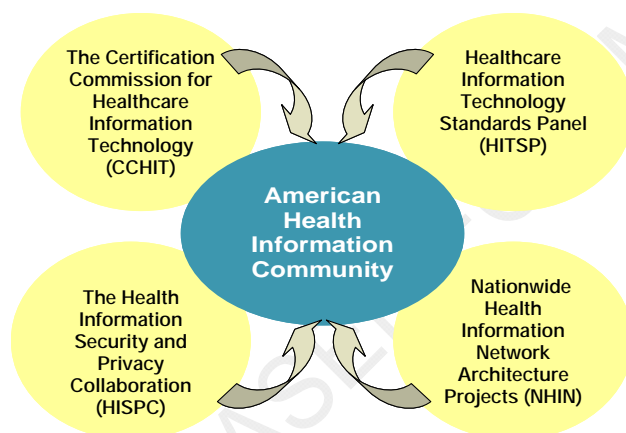 The Certification
Commission for
Healthcare
Information
Technology
(CCHIT)
Healthcare
Information
Technology
Standards Panel
(HITSP)
American
Health
Information
Community
The Health
Information
Security and
Privacy
Collaboration
(HISPC)
Nationwide
Health
Information
Network
Architecture
Projects (NHIN)